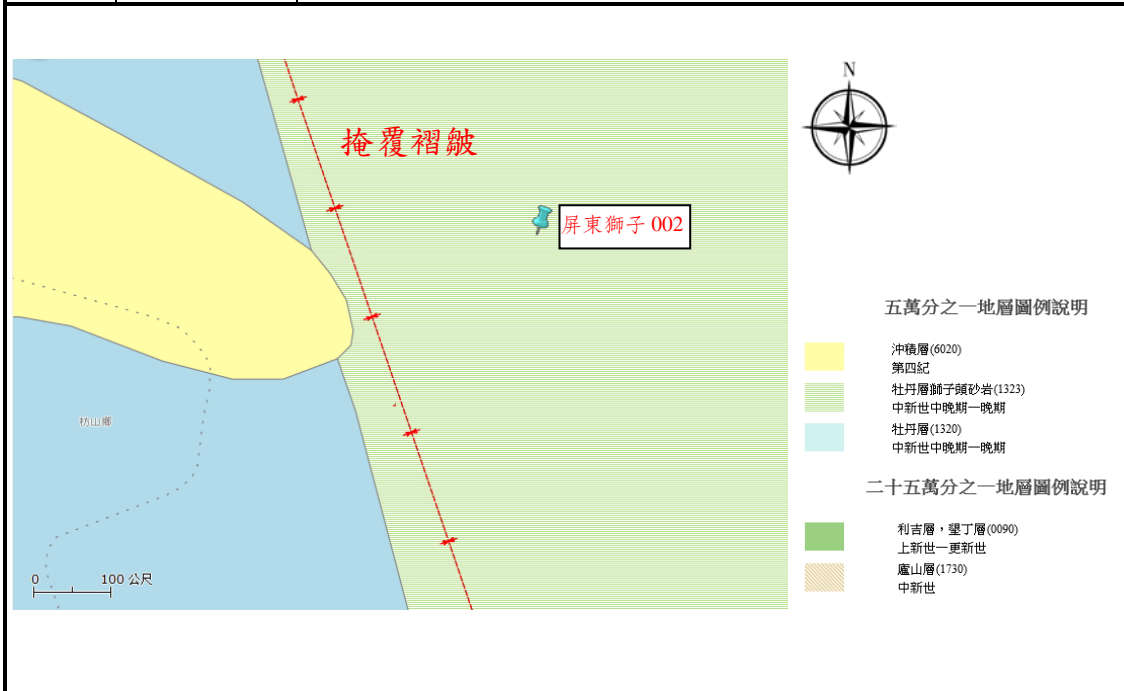 N
掩覆褶皺
屏東獅子 002
枋山鄉
0 100 公尺
五萬分之一地層圖例說明
沖積層(6020)
第四紀
牡丹層獅子頭砂岩(1323)
中新世中晚期—晚期
牡丹層(1320)
中新世中晚期—晚期
二十五萬分之一地層圖例說明
利吉層，墾丁層(0090)
上新世—更新世
廬山層(1730)
中新世